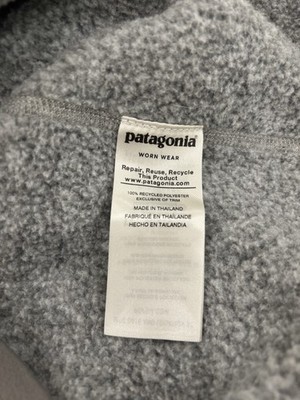 patagonia
WORN WEAR
Repair, Reuse, Recycle
This Product
www.patagonia.com
100% RECYCLED POLYESTER
EXCLUSIVE OF TRIM
MADE IN THAILAND
FABRIQUÉ EN THAÏLANDE
HECHO EN TAILANDIA